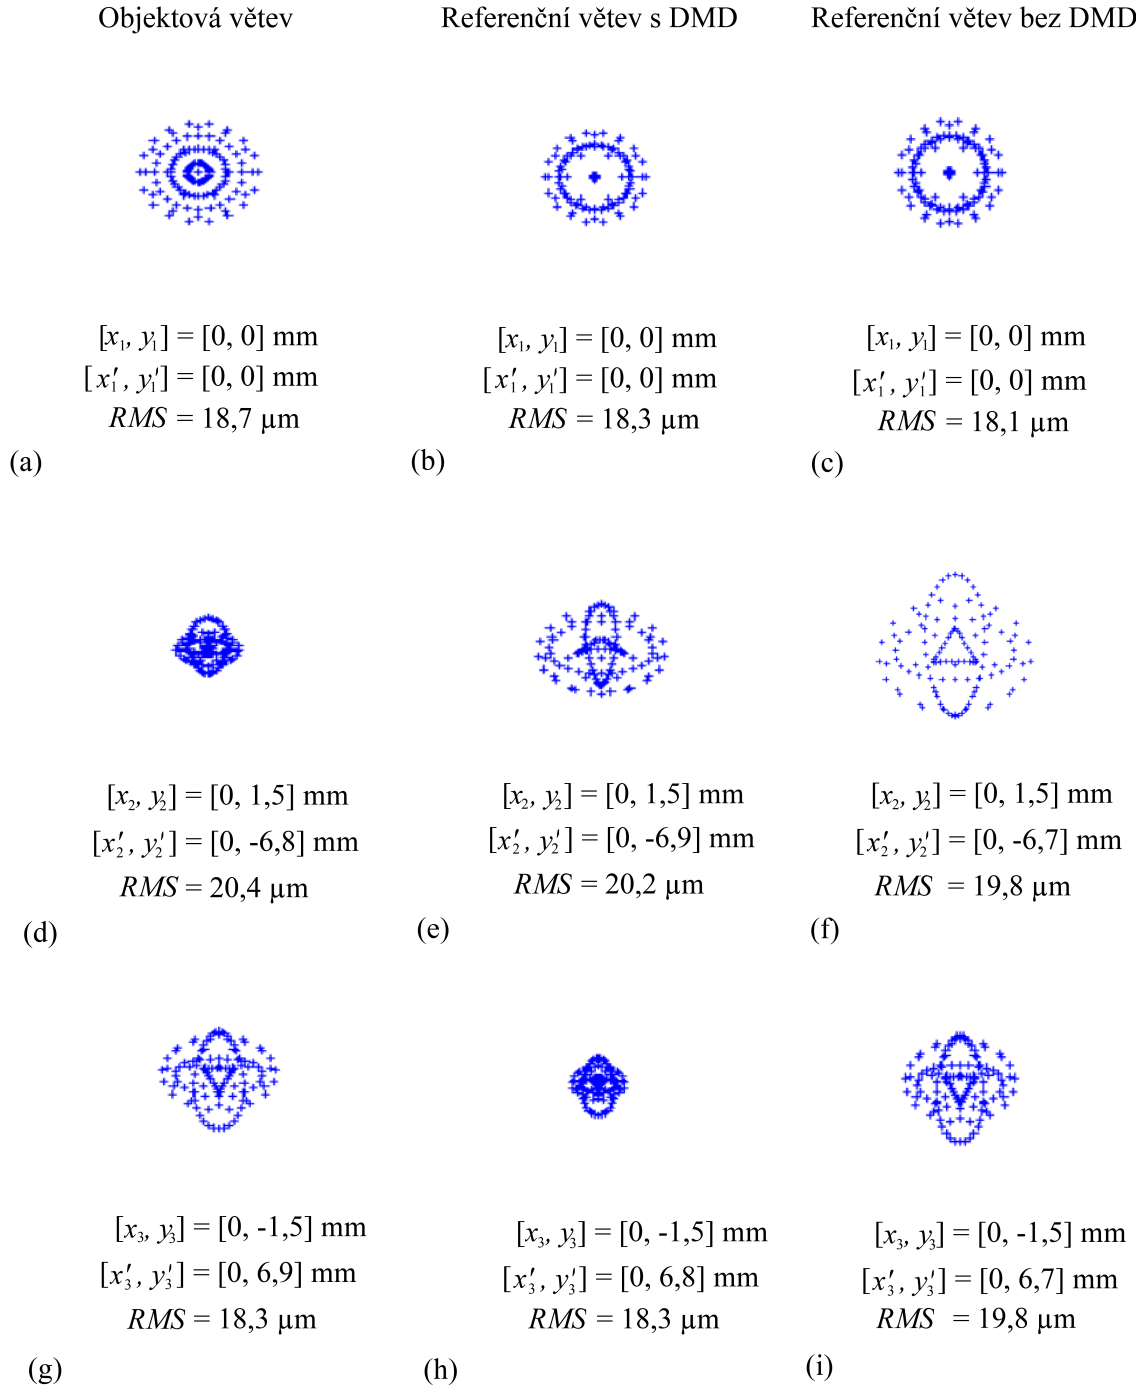 Objektová větev
Referenční větev s DMD
Referenční větev bez DMD
[x₁, y₁] = [0, 0] mm
[x′₁, y′₁] = [0, 0] mm
RMS = 18,7 µm
(a)
[x₁, y₁] = [0, 0] mm
[x′₁, y′₁] = [0, 0] mm
RMS = 18,3 µm
(b)
[x₁, y₁] = [0, 0] mm
[x′₁, y′₁] = [0, 0] mm
RMS = 18,1 µm
(c)
[x₂, y₂] = [0, 1,5] mm
[x′₂, y′₂] = [0, -6,8] mm
RMS = 20,4 µm
(d)
[x₂, y₂] = [0, 1,5] mm
[x′₂, y′₂] = [0, -6,9] mm
RMS = 20,2 µm
(e)
[x₂, y₂] = [0, 1,5] mm
[x′₂, y′₂] = [0, -6,7] mm
RMS = 19,8 µm
(f)
[x₃, y₃] = [0, -1,5] mm
[x′₃, y′₃] = [0, 6,9] mm
RMS = 18,3 µm
(g)
[x₃, y₃] = [0, -1,5] mm
[x′₃, y′₃] = [0, 6,8] mm
RMS = 18,3 µm
(h)
[x₃, y₃] = [0, -1,5] mm
[x′₃, y′₃] = [0, 6,7] mm
RMS = 19,8 µm
(i)